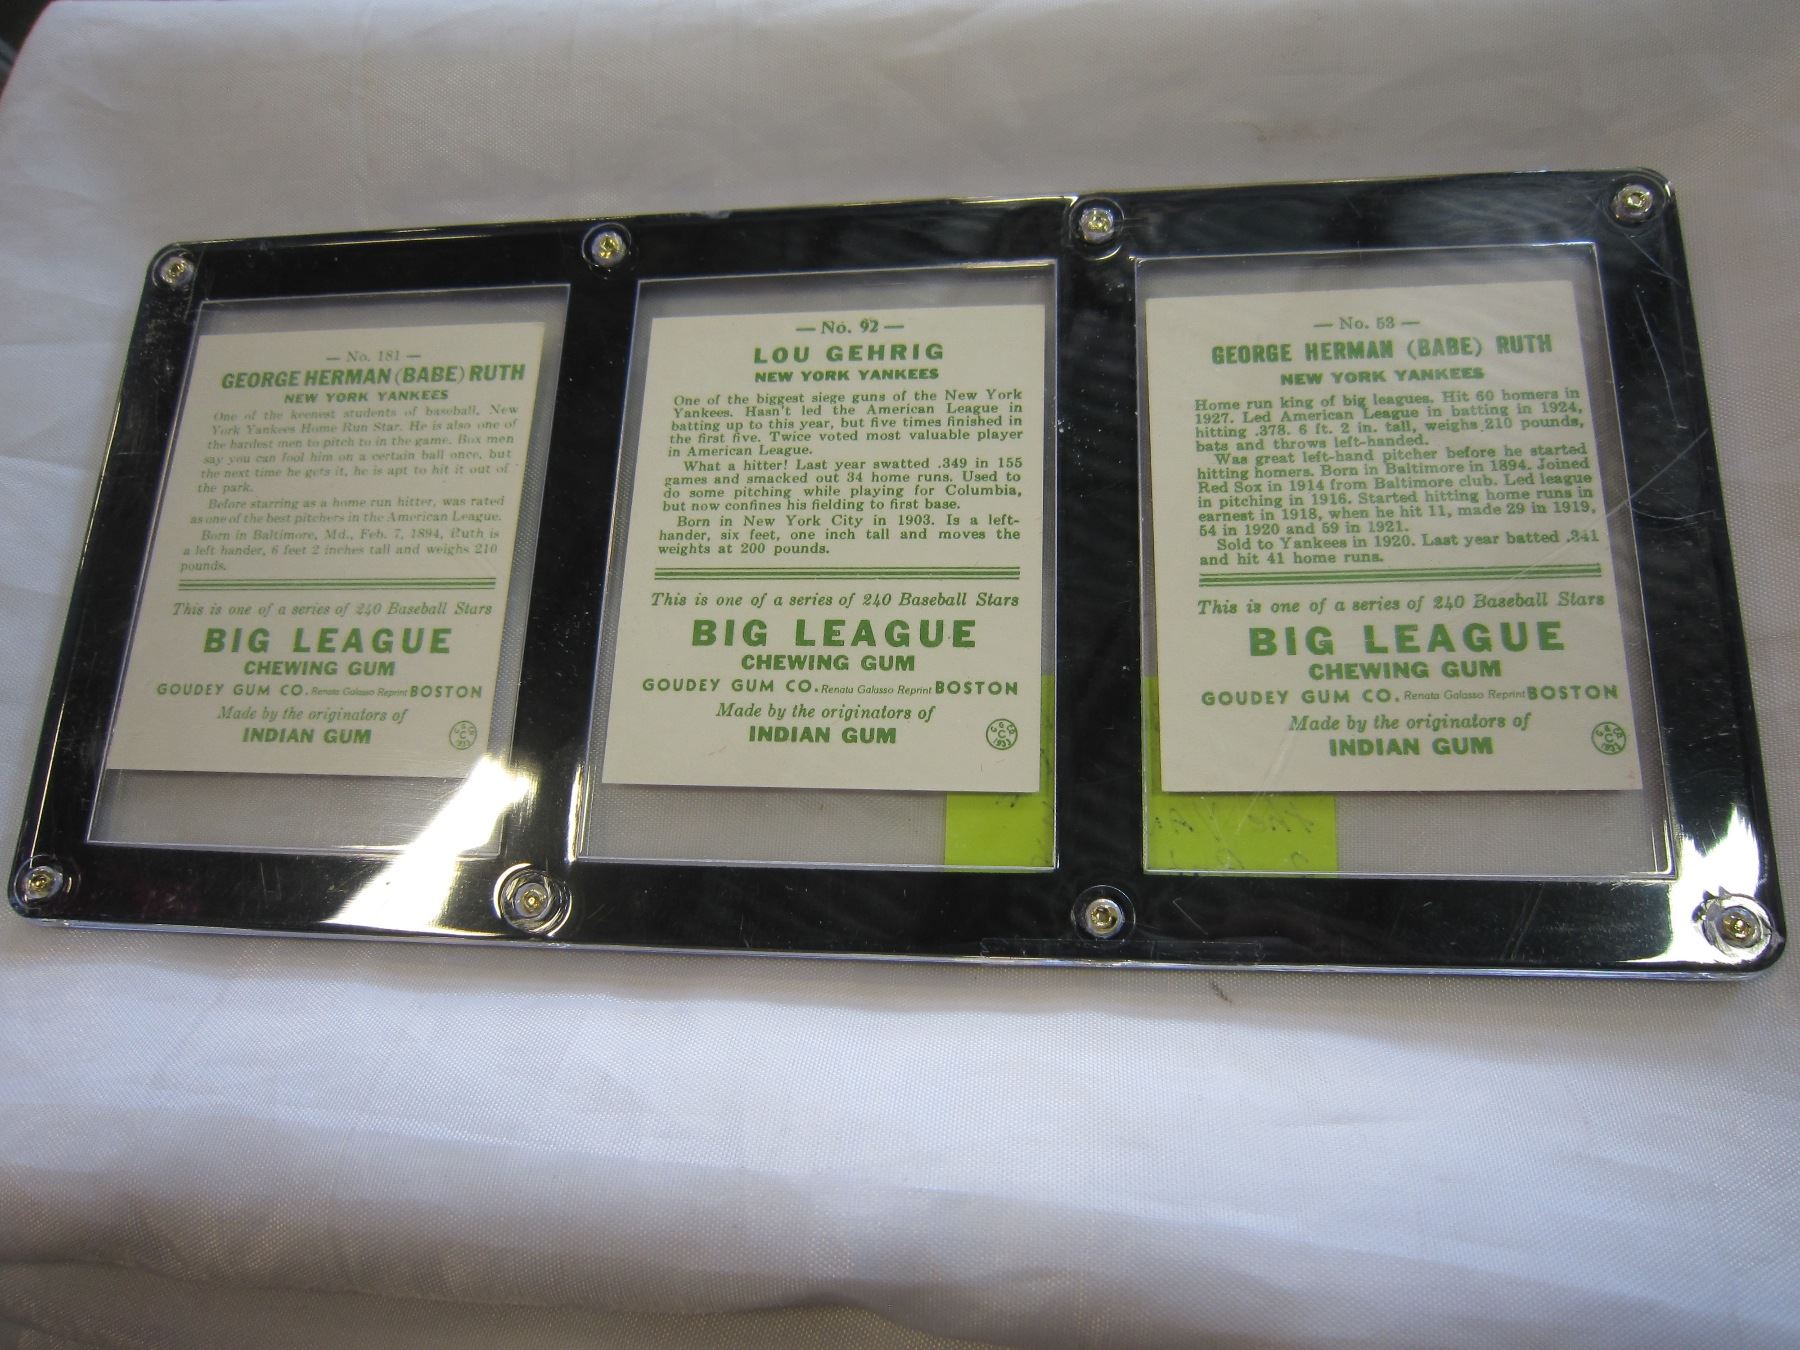 — No. 181 —
GEORGE HERMAN (BABE) RUTH
NEW YORK YANKEES
One of the keenest students of baseball, New
York Yankees Home Run Star. He is also one of
the hardest men to pitch to in the game. Box men
say you can fool him on a certain ball once, but
the next time he gets it, he is apt to hit it out of
the park.
Before starring as a home run hitter, was rated
as one of the best pitchers in the American League.
Born in Baltimore, Md., Feb. 7, 1894, Ruth is
a left hander, 6 feet 2 inches tall and weighs 210
pounds.
This is one of a series of 240 Baseball Stars
BIG LEAGUE
CHEWING GUM
GOUDEY GUM CO. Renata Galasso Reprint BOSTON
Made by the originators of
INDIAN GUM
— No. 92 —
LOU GEHRIG
NEW YORK YANKEES
One of the biggest siege guns of the New York
Yankees. Hasn't led the American League in
batting up to this year, but five times finished in
the first five. Twice voted most valuable player
in American League.
What a hitter! Last year swatted .349 in 155
games and smacked out 34 home runs. Used to
do some pitching while playing for Columbia,
but now confines his fielding to first base.
Born in New York City in 1903. Is a left-
hander, six feet, one inch tall and moves the
weights at 200 pounds.
This is one of a series of 240 Baseball Stars
BIG LEAGUE
CHEWING GUM
GOUDEY GUM CO. Renata Galasso Reprint BOSTON
Made by the originators of
INDIAN GUM
— No. 53 —
GEORGE HERMAN (BABE) RUTH
NEW YORK YANKEES
Home run king of big leagues. Hit 60 homers in
1927. Led American League in batting in 1924,
hitting .378. 6 ft. 2 in. tall, weighs 210 pounds,
bats and throws left-handed.
Was great left-hand pitcher before he started
hitting homers. Born in Baltimore in 1894. Joined
Red Sox in 1914 from Baltimore club. Led league
in pitching in 1916. Started hitting home runs in
earnest in 1918, when he hit 11, made 29 in 1919,
54 in 1920 and 59 in 1921.
Sold to Yankees in 1920. Last year batted .341
and hit 41 home runs.
This is one of a series of 240 Baseball Stars
BIG LEAGUE
CHEWING GUM
GOUDEY GUM CO. Renata Galasso Reprint BOSTON
Made by the originators of
INDIAN GUM